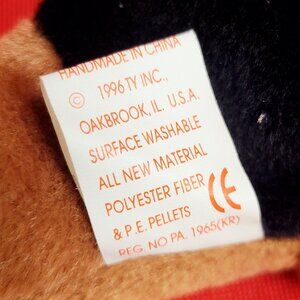 HANDMADE IN CHINA
© 1996 TY INC.,
OAKBROOK, IL. U.S.A.
SURFACE WASHABLE
ALL NEW MATERIAL
POLYESTER FIBER
& P.E. PELLETS CE
REG. NO PA. 1965(KR)